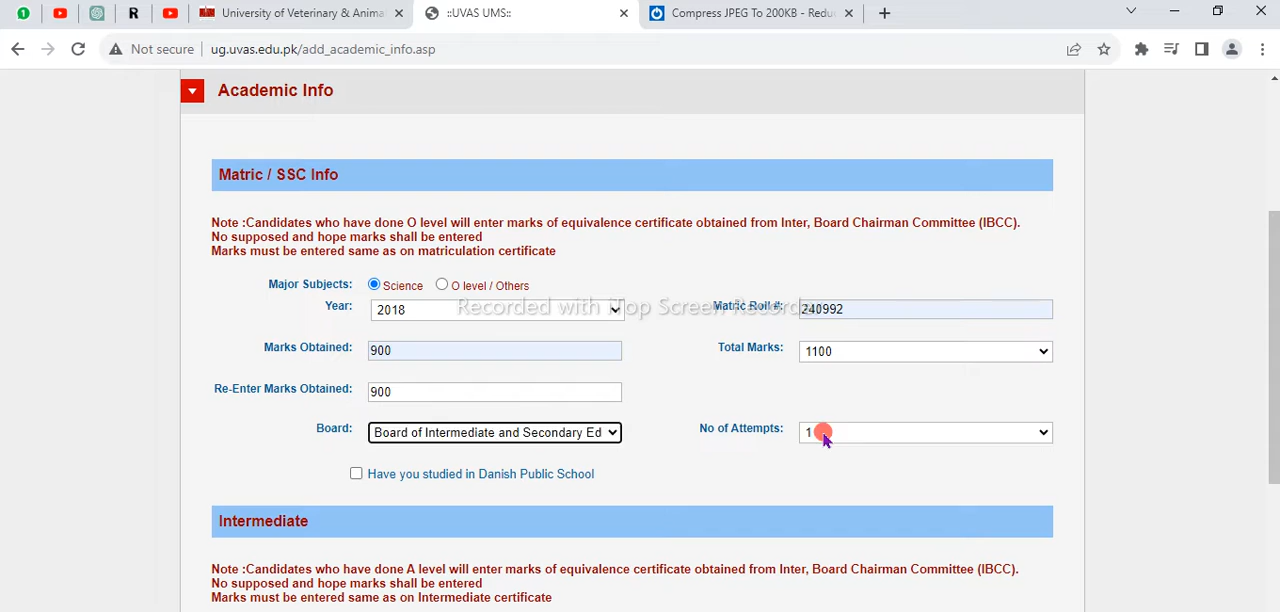 1
R
University of Veterinary & Anima
::UVAS UMS::
Compress JPEG To 200KB - Redu
Not secure
ug.uvas.edu.pk/add_academic_info.asp
Academic Info
Matric / SSC Info
Note :Candidates who have done O level will enter marks of equivalence certificate obtained from Inter, Board Chairman Committee (IBCC).
No supposed and hope marks shall be entered
Marks must be entered same as on matriculation certificate
Major Subjects: Science O level / Others
Year: 2018 Matric Roll #: 240992
Recorded with iTop Screen Recorder
Marks Obtained: 900 Total Marks: 1100
Re-Enter Marks Obtained: 900
Board: Board of Intermediate and Secondary Ed No of Attempts: 1
Have you studied in Danish Public School
Intermediate
Note :Candidates who have done A level will enter marks of equivalence certificate obtained from Inter, Board Chairman Committee (IBCC).
No supposed and hope marks shall be entered
Marks must be entered same as on Intermediate certificate